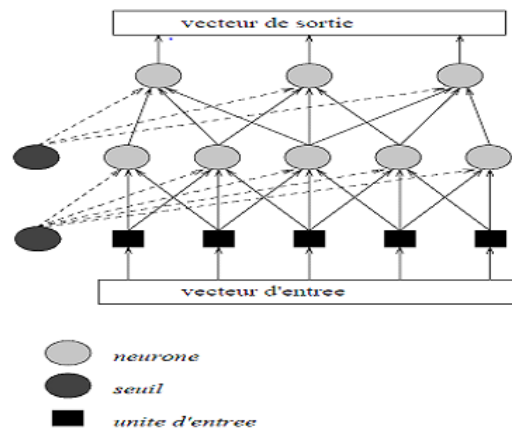 vecteur de sortie
vecteur d'entree
neurone
seuil
unite d'entree